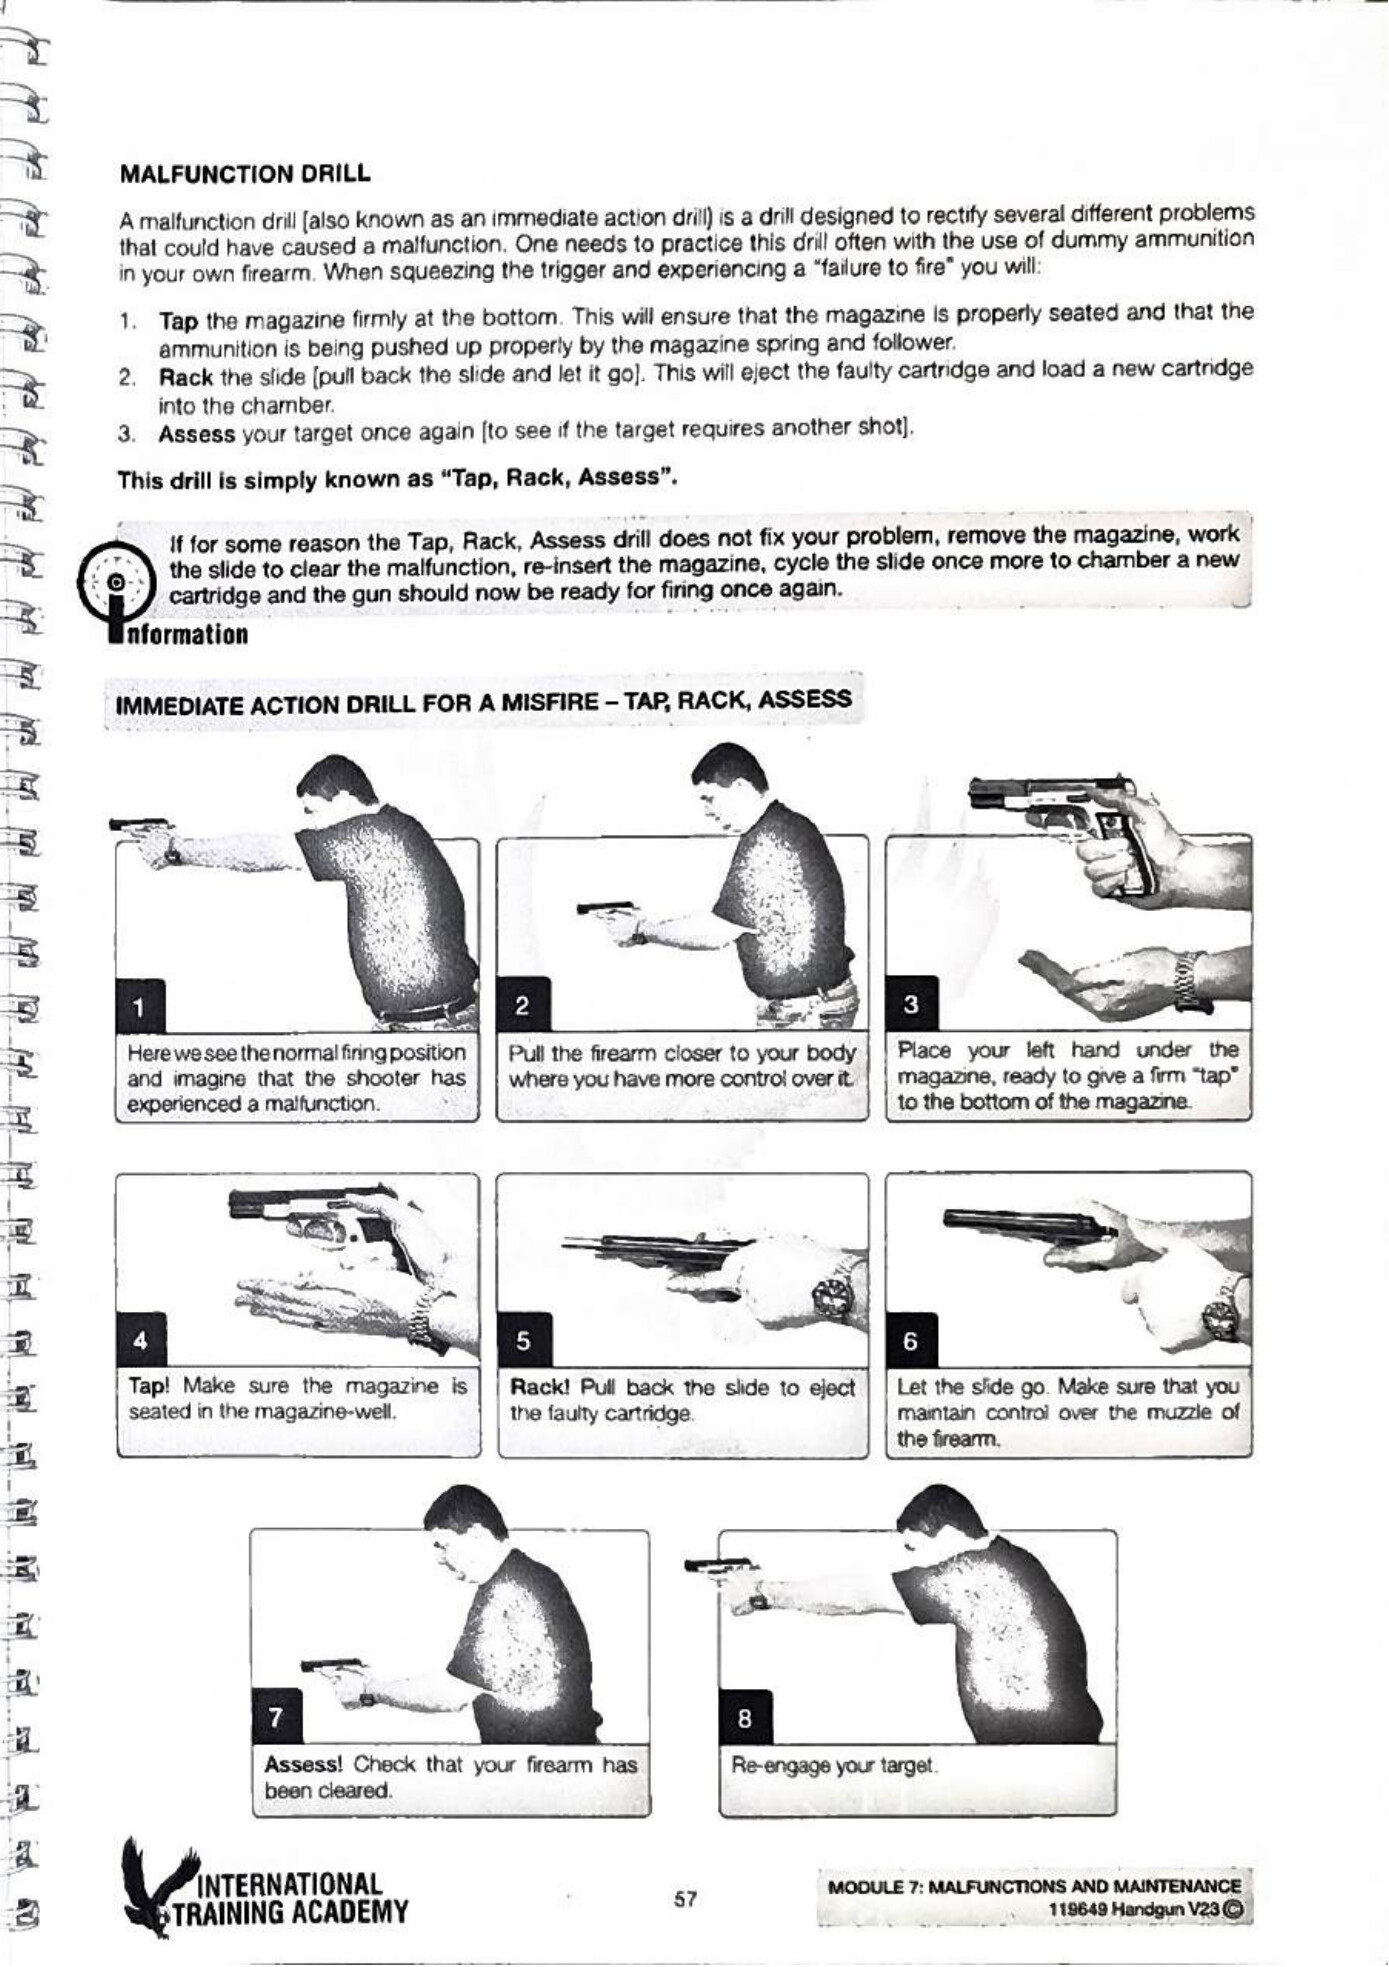 MALFUNCTION DRILL
A malfunction drill [also known as an immediate action drill) is a drill designed to rectify several different problems
that could have caused a malfunction. One needs to practice this drill often with the use of dummy ammunition
in your own firearm. When squeezing the trigger and experiencing a "failure to fire" you will:
1. Tap the magazine firmly at the bottom. This will ensure that the magazine is properly seated and that the
ammunition is being pushed up properly by the magazine spring and follower.
2. Rack the slide [pull back the slide and let it go]. This will eject the faulty cartridge and load a new cartridge
into the chamber.
3. Assess your target once again [to see if the target requires another shot].
This drill is simply known as "Tap, Rack, Assess".
If for some reason the Tap, Rack, Assess drill does not fix your problem, remove the magazine, work
the slide to clear the malfunction, re-insert the magazine, cycle the slide once more to chamber a new
cartridge and the gun should now be ready for firing once again.
Information
IMMEDIATE ACTION DRILL FOR A MISFIRE – TAP, RACK, ASSESS
1
Here we see the normal firing position
and imagine that the shooter has
experienced a malfunction.
2
Pull the firearm closer to your body
where you have more control over it.
3
Place your left hand under the
magazine, ready to give a firm "tap"
to the bottom of the magazine.
4
Tap! Make sure the magazine is
seated in the magazine-well.
5
Rack! Pull back the slide to eject
the faulty cartridge.
6
Let the slide go. Make sure that you
maintain control over the muzzle of
the firearm.
7
Assess! Check that your firearm has
been cleared.
8
Re-engage your target.
INTERNATIONAL
TRAINING ACADEMY
57
MODULE 7: MALFUNCTIONS AND MAINTENANCE
119649 Handgun V23 ©